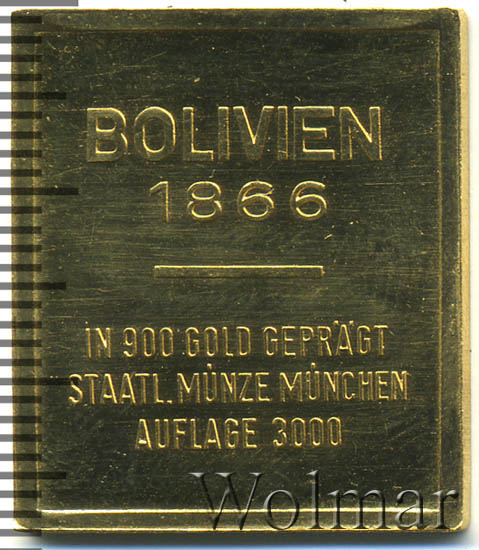 BOLIVIEN
1866
IN 900 GOLD GEPRÄGT
STAATL. MÜNZE MÜNCHEN
AUFLAGE 3000
Wolmar